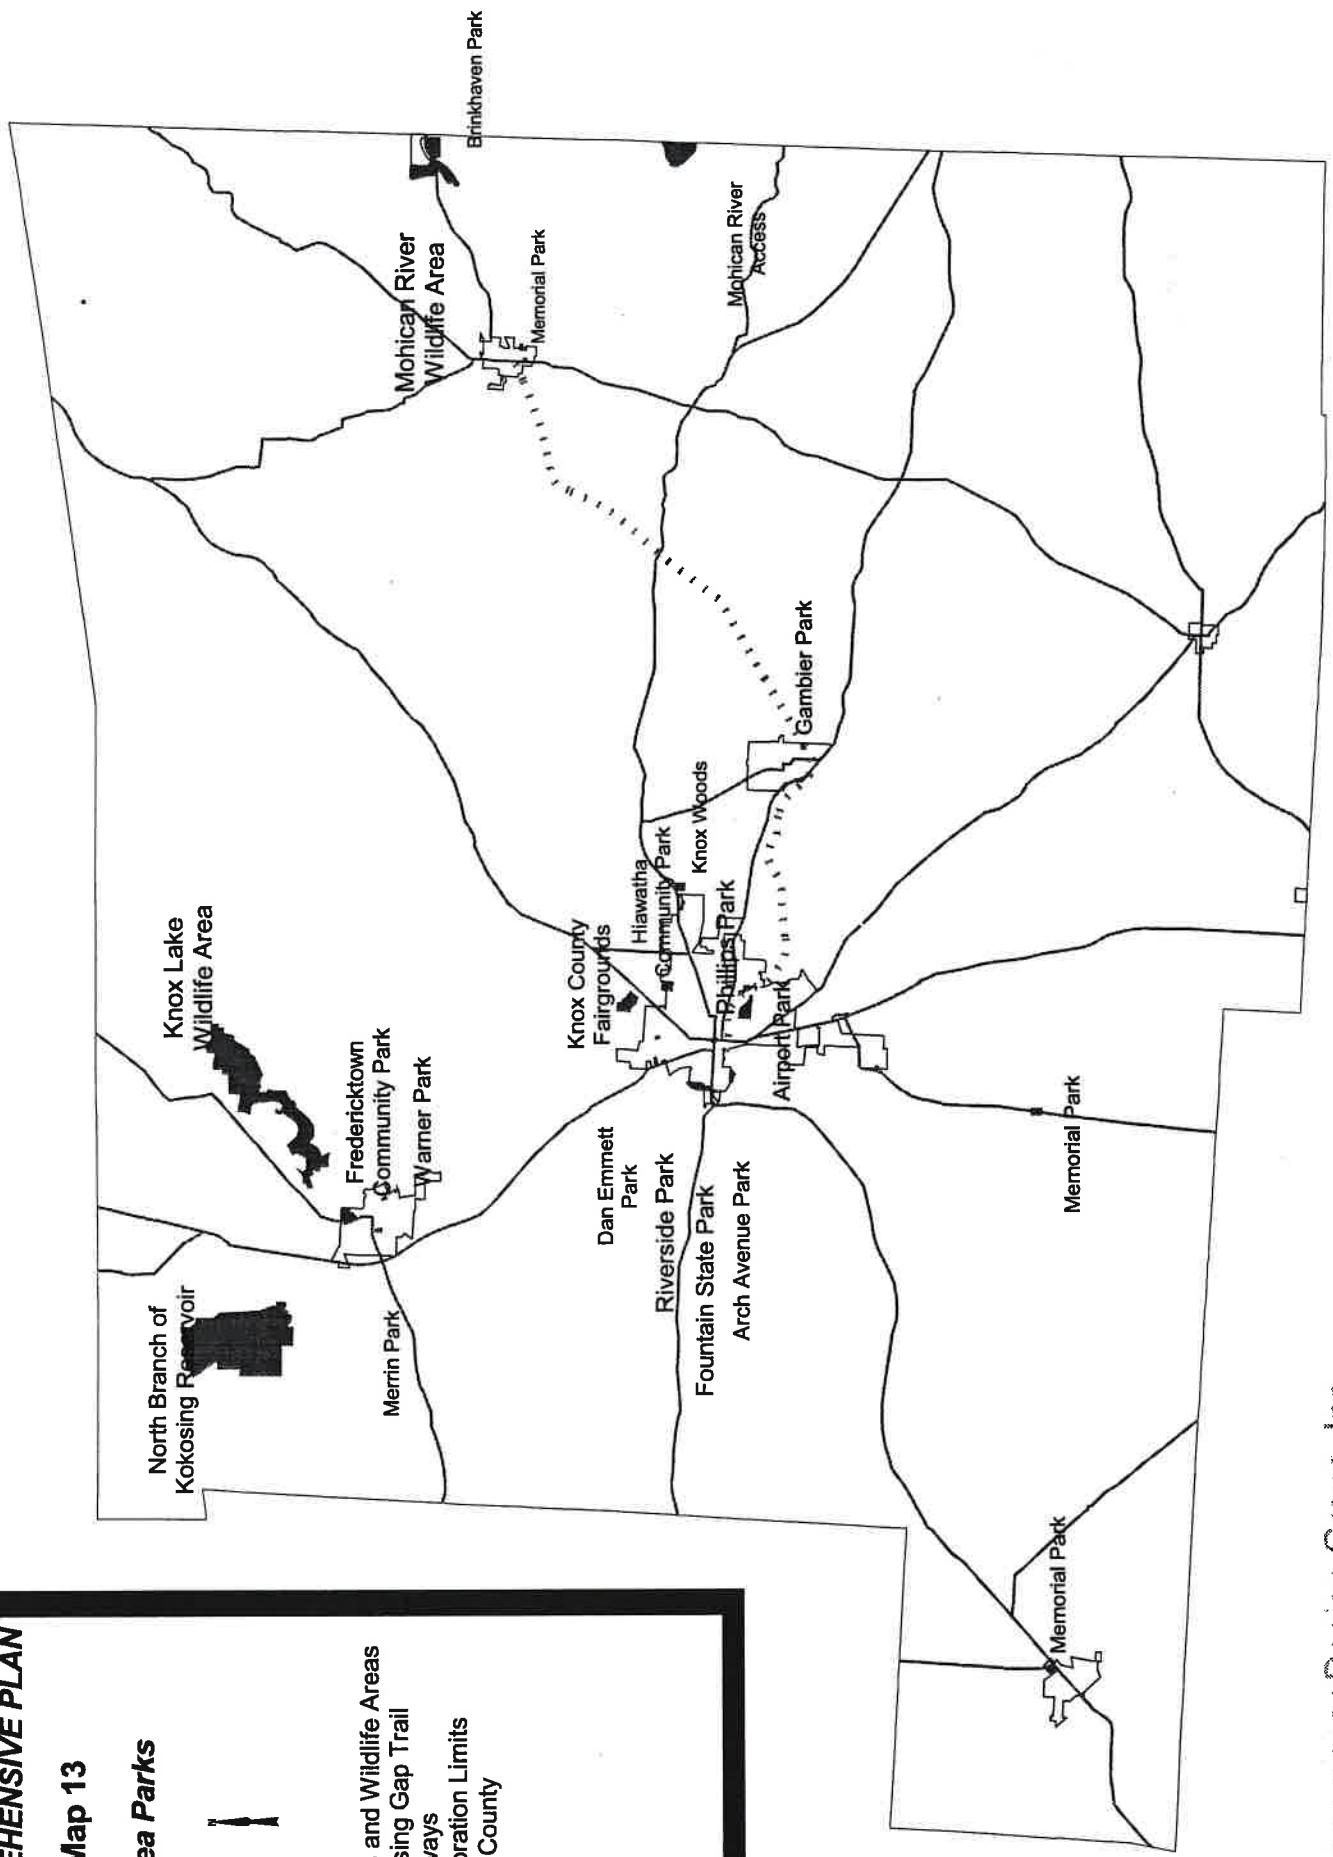 EHENSIVE PLAN
Map 13
ea Parks
N
and Wildlife Areas
sing Gap Trail
ways
oration Limits
County
North Branch of
Kokosing Reservoir
Knox Lake
Wildlife Area
Fredericktown
Community Park
Warner Park
Merrin Park
Mohican River
Wildlife Area
Brinkhaven Park
Memorial Park
Mohican River
Access
Knox County
Fairgrounds
Hiawatha
Community Park
Knox Woods
Phillips Park
Gambier Park
Airport Park
Dan Emmett
Park
Riverside Park
Fountain State Park
Arch Avenue Park
Memorial Park
Memorial Park